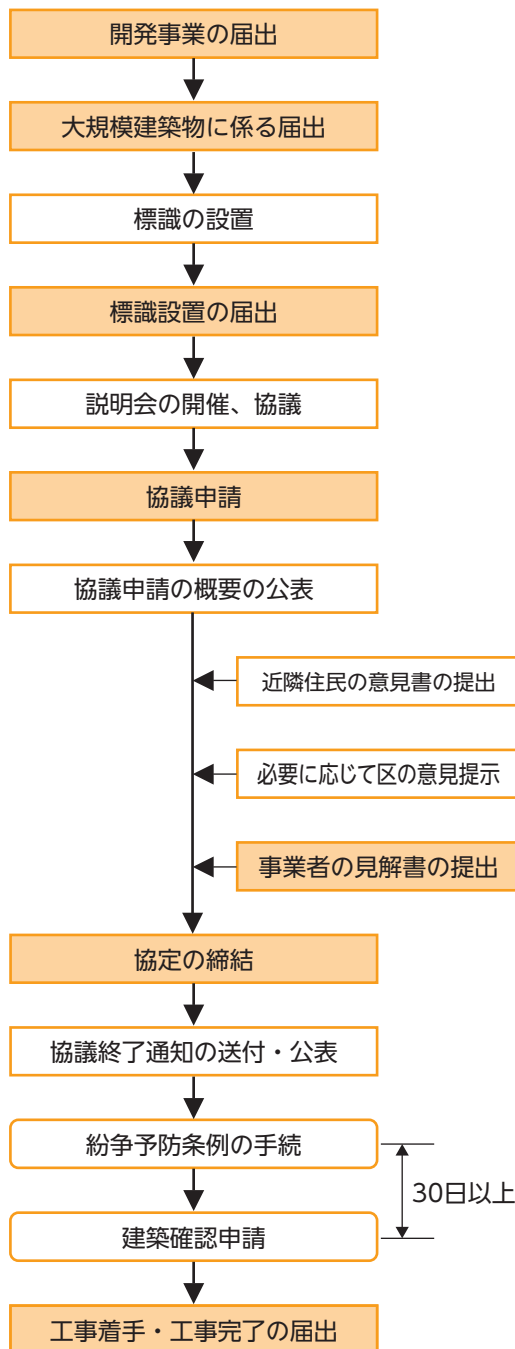 開発事業の届出
大規模建築物に係る届出
標識の設置
標識設置の届出
説明会の開催、協議
協議申請
協議申請の概要の公表
近隣住民の意見書の提出
必要に応じて区の意見提示
事業者の見解書の提出
協定の締結
協議終了通知の送付・公表
紛争予防条例の手続
30日以上
建築確認申請
工事着手・工事完了の届出